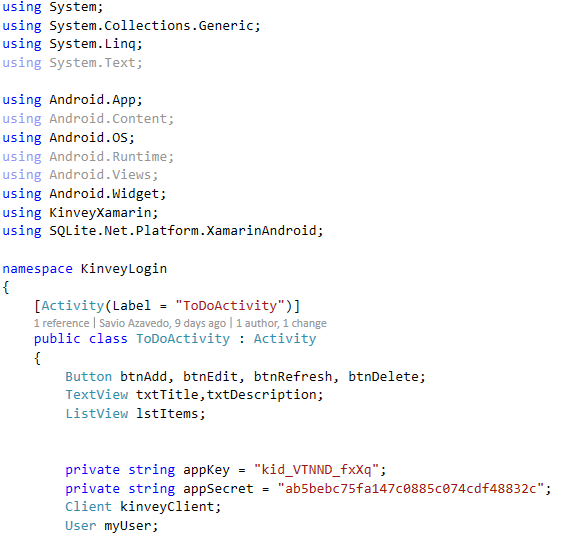 using System;
using System.Collections.Generic;
using System.Linq;
using System.Text;
using Android.App;
using Android.Content;
using Android.OS;
using Android.Runtime;
using Android.Views;
using Android.Widget;
using KinveyXamarin;
using SQLite.Net.Platform.XamarinAndroid;
namespace KinveyLogin
{
[Activity(Label = "ToDoActivity")]
1 reference | Savio Azavedo, 9 days ago | 1 author, 1 change
public class ToDoActivity : Activity
{
Button btnAdd, btnEdit, btnRefresh, btnDelete;
TextView txtTitle,txtDescription;
ListView lstItems;
private string appKey = "kid_VTNND_fxXq";
private string appSecret = "ab5bebc75fa147c0885c074cdf48832c";
Client kinveyClient;
User myUser;